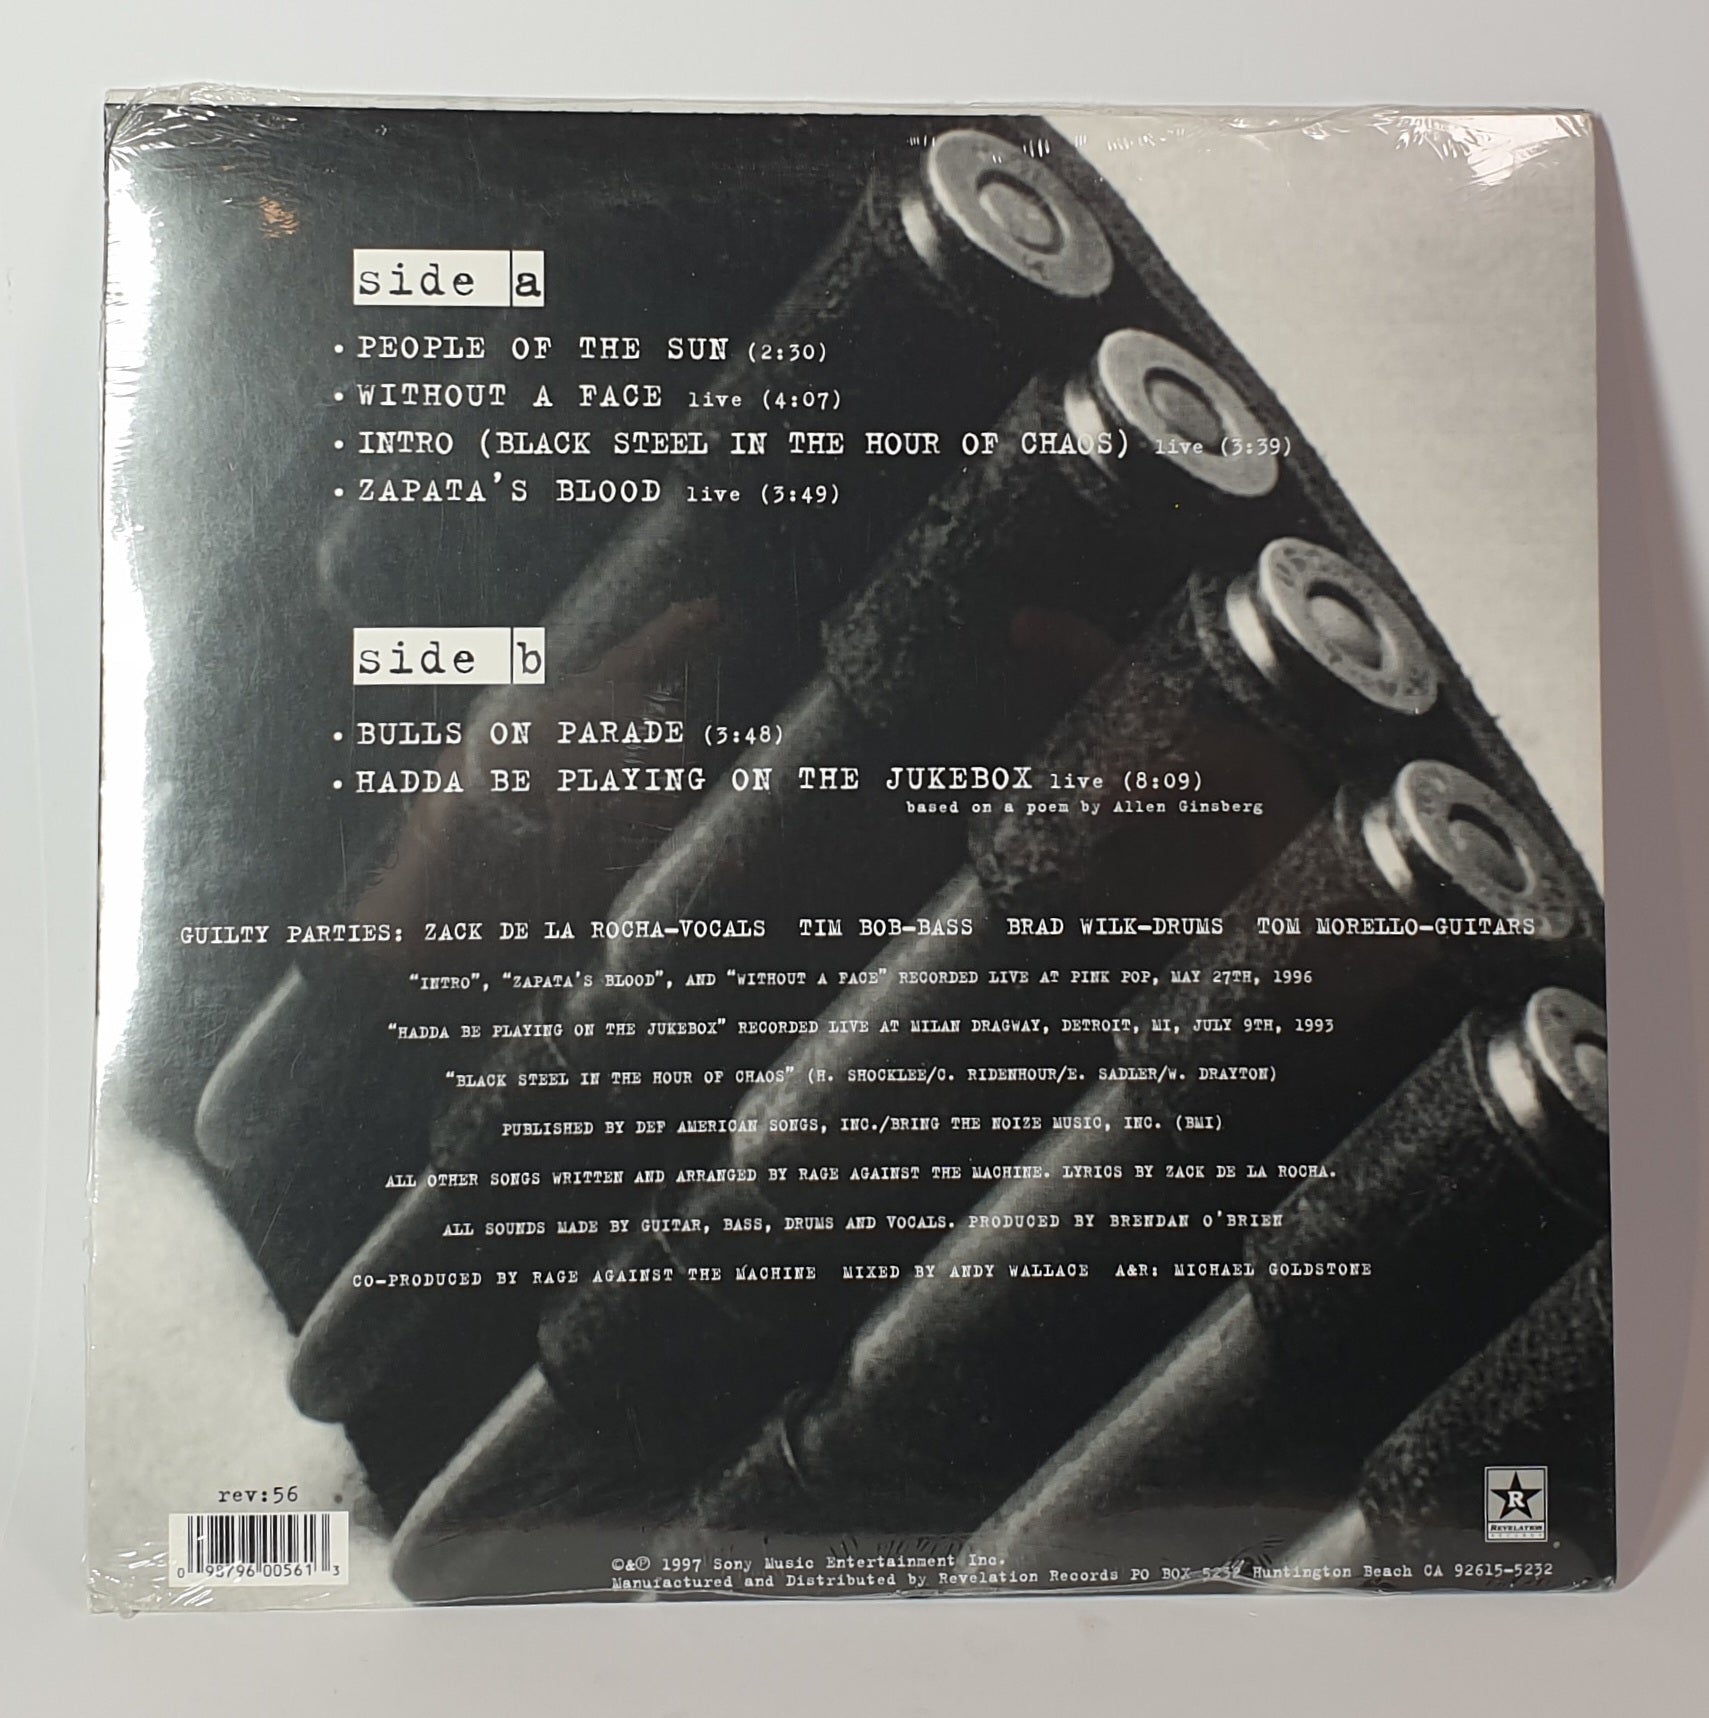 side a
• PEOPLE OF THE SUN (2:30)
• WITHOUT A FACE live (4:07)
• INTRO (BLACK STEEL IN THE HOUR OF CHAOS) live (3:39)
• ZAPATA'S BLOOD live (3:49)
side b
• BULLS ON PARADE (3:48)
• HADDA BE PLAYING ON THE JUKEBOX live (8:09)
based on a poem by Allen Ginsberg
GUILTY PARTIES: ZACK DE LA ROCHA-VOCALS TIM BOB-BASS BRAD WILK-DRUMS TOM MORELLO-GUITARS
"INTRO", "ZAPATA'S BLOOD", AND "WITHOUT A FACE" RECORDED LIVE AT PINK POP, MAY 27TH, 1996
"HADDA BE PLAYING ON THE JUKEBOX" RECORDED LIVE AT MILAN DRAGWAY, DETROIT, MI, JULY 9TH, 1993
"BLACK STEEL IN THE HOUR OF CHAOS" (H. SHOCKLEE/C. RIDENHOUR/E. SADLER/W. DRAYTON)
PUBLISHED BY DEF AMERICAN SONGS, INC./BRING THE NOIZE MUSIC, INC. (BMI)
ALL OTHER SONGS WRITTEN AND ARRANGED BY RAGE AGAINST THE MACHINE. LYRICS BY ZACK DE LA ROCHA.
ALL SOUNDS MADE BY GUITAR, BASS, DRUMS AND VOCALS. PRODUCED BY BRENDAN O'BRIEN
CO-PRODUCED BY RAGE AGAINST THE MACHINE MIXED BY ANDY WALLACE A&R: MICHAEL GOLDSTONE
rev:56
0 98796 00561 3
R
REVELATION
RECORDS
©&℗ 1997 Sony Music Entertainment Inc.
Manufactured and Distributed by Revelation Records PO BOX 5232 Huntington Beach CA 92615-5232